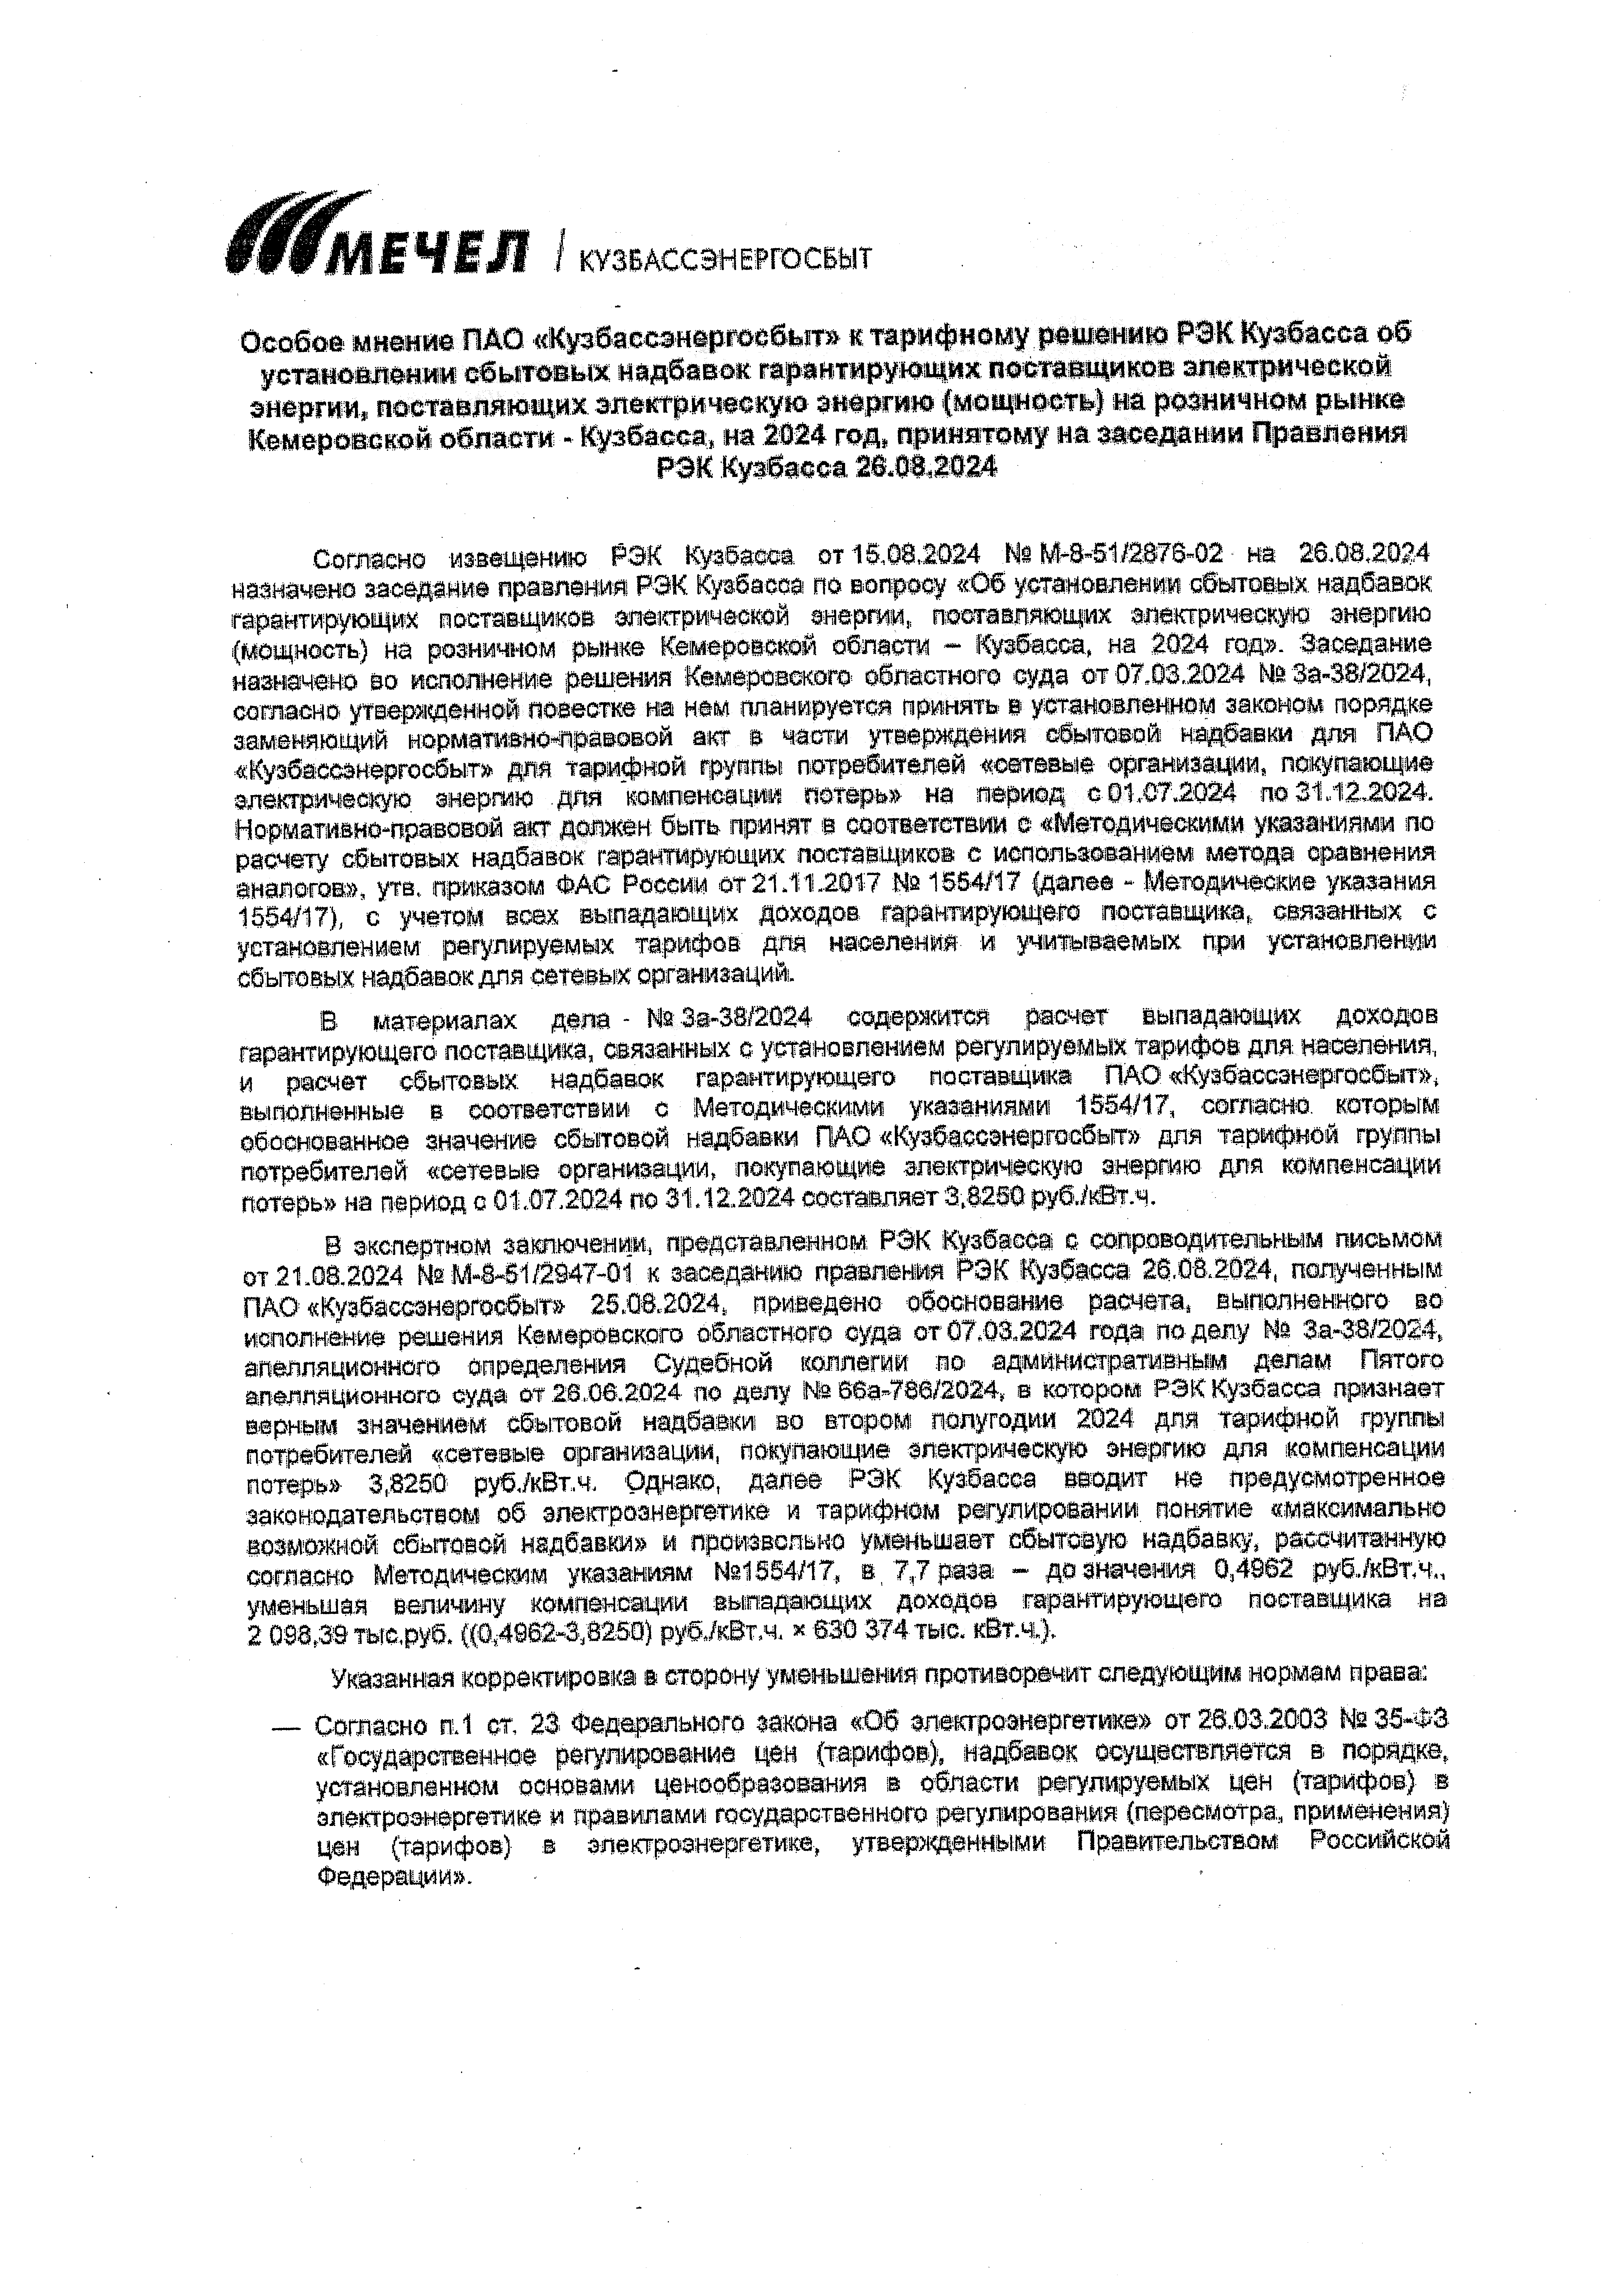 МЕЧЕЛ | КУЗБАССЭНЕРГОСБЫТ
Особое мнение ПАО «Кузбассэнергосбыт» к тарифному решению РЭК Кузбасса об
установлении сбытовых надбавок гарантирующих поставщиков электрической
энергии, поставляющих электрическую энергию (мощность) на розничном рынке
Кемеровской области - Кузбасса, на 2024 год, принятому на заседании Правления
РЭК Кузбасса 26.08.2024
Согласно извещению РЭК Кузбасса от 15.08.2024 № М-8-51/2876-02 на 26.08.2024
назначено заседание правления РЭК Кузбасса по вопросу «Об установлении сбытовых надбавок
гарантирующих поставщиков электрической энергии, поставляющих электрическую энергию
(мощность) на розничном рынке Кемеровской области – Кузбасса, на 2024 год». Заседание
назначено во исполнение решения Кемеровского областного суда от 07.03.2024 № 3а-38/2024,
согласно утвержденной повестке на нем планируется принять в установленном законом порядке
заменяющий нормативно-правовой акт в части утверждения сбытовой надбавки для ПАО
«Кузбассэнергосбыт» для тарифной группы потребителей «сетевые организации, покупающие
электрическую энергию для компенсации потерь» на период с 01.07.2024 по 31.12.2024.
Нормативно-правовой акт должен быть принят в соответствии с «Методическими указаниями по
расчету сбытовых надбавок гарантирующих поставщиков с использованием метода сравнения
аналогов», утв. приказом ФАС России от 21.11.2017 № 1554/17 (далее - Методические указания
1554/17), с учетом всех выпадающих доходов гарантирующего поставщика, связанных с
установлением регулируемых тарифов для населения и учитываемых при установлении
сбытовых надбавок для сетевых организаций.
В материалах дела - № 3а-38/2024 содержится расчет выпадающих доходов
гарантирующего поставщика, связанных с установлением регулируемых тарифов для населения,
и расчет сбытовых надбавок гарантирующего поставщика ПАО «Кузбассэнергосбыт»,
выполненные в соответствии с Методическими указаниями 1554/17, согласно которым
обоснованное значение сбытовой надбавки ПАО «Кузбассэнергосбыт» для тарифной группы
потребителей «сетевые организации, покупающие электрическую энергию для компенсации
потерь» на период с 01.07.2024 по 31.12.2024 составляет 3,8250 руб./кВт.ч.
В экспертном заключении, представленном РЭК Кузбасса с сопроводительным письмом
от 21.08.2024 № М-8-51/2947-01 к заседанию правления РЭК Кузбасса 26.08.2024, полученным
ПАО «Кузбассэнергосбыт» 25.08.2024, приведено обоснование расчета, выполненного во
исполнение решения Кемеровского областного суда от 07.03.2024 года по делу № 3а-38/2024,
апелляционного определения Судебной коллегии по административным делам Пятого
апелляционного суда от 26.06.2024 по делу № 66а-786/2024, в котором РЭК Кузбасса признает
верным значением сбытовой надбавки во втором полугодии 2024 для тарифной группы
потребителей «сетевые организации, покупающие электрическую энергию для компенсации
потерь» 3,8250 руб./кВт.ч. Однако, далее РЭК Кузбасса вводит не предусмотренное
законодательством об электроэнергетике и тарифном регулировании понятие «максимально
возможной сбытовой надбавки» и произвольно уменьшает сбытовую надбавку, рассчитанную
согласно Методическим указаниям №1554/17, в 7,7 раза – до значения 0,4962 руб./кВт.ч.,
уменьшая величину компенсации выпадающих доходов гарантирующего поставщика на
2 098,39 тыс.руб. ((0,4962-3,8250) руб./кВт.ч. × 630 374 тыс. кВт.ч.).
Указанная корректировка в сторону уменьшения противоречит следующим нормам права:
— Согласно п.1 ст. 23 Федерального закона «Об электроэнергетике» от 26.03.2003 № 35-ФЗ
«Государственное регулирование цен (тарифов), надбавок осуществляется в порядке,
установленном основами ценообразования в области регулируемых цен (тарифов) в
электроэнергетике и правилами государственного регулирования (пересмотра, применения)
цен (тарифов) в электроэнергетике, утвержденными Правительством Российской
Федерации».